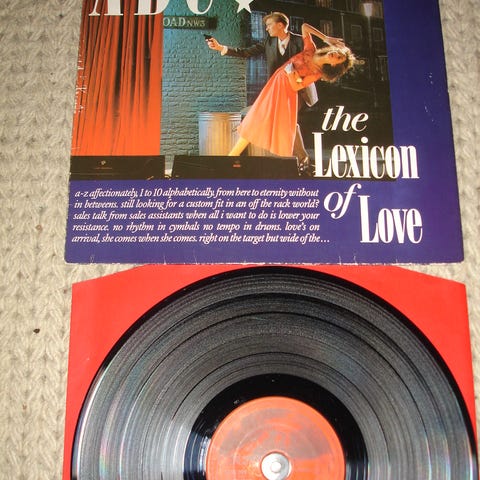 ABC
OAD NW3
the
Lexicon
of
Love
a-z affectionately, 1 to 10 alphabetically, from here to eternity without
in betweens. still looking for a custom fit in an off the rack world?
sales talk from sales assistants when all i want to do is lower your
resistance. no rhythm in cymbals no tempo in drums. love's on
arrival, she comes when she comes. right on the target but wide of the...